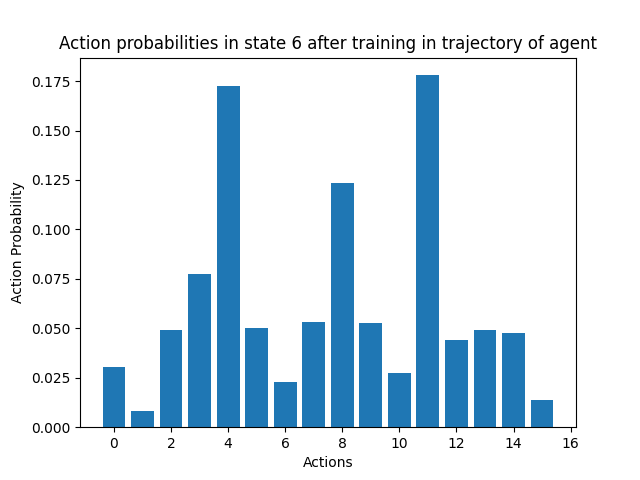 Action probabilities in state 6 after training in trajectory of agent
0.175
0.150
0.125
0.100
0.075
0.050
0.025
0.000
Action Probability
0 2 4 6 8 10 12 14 16
Actions